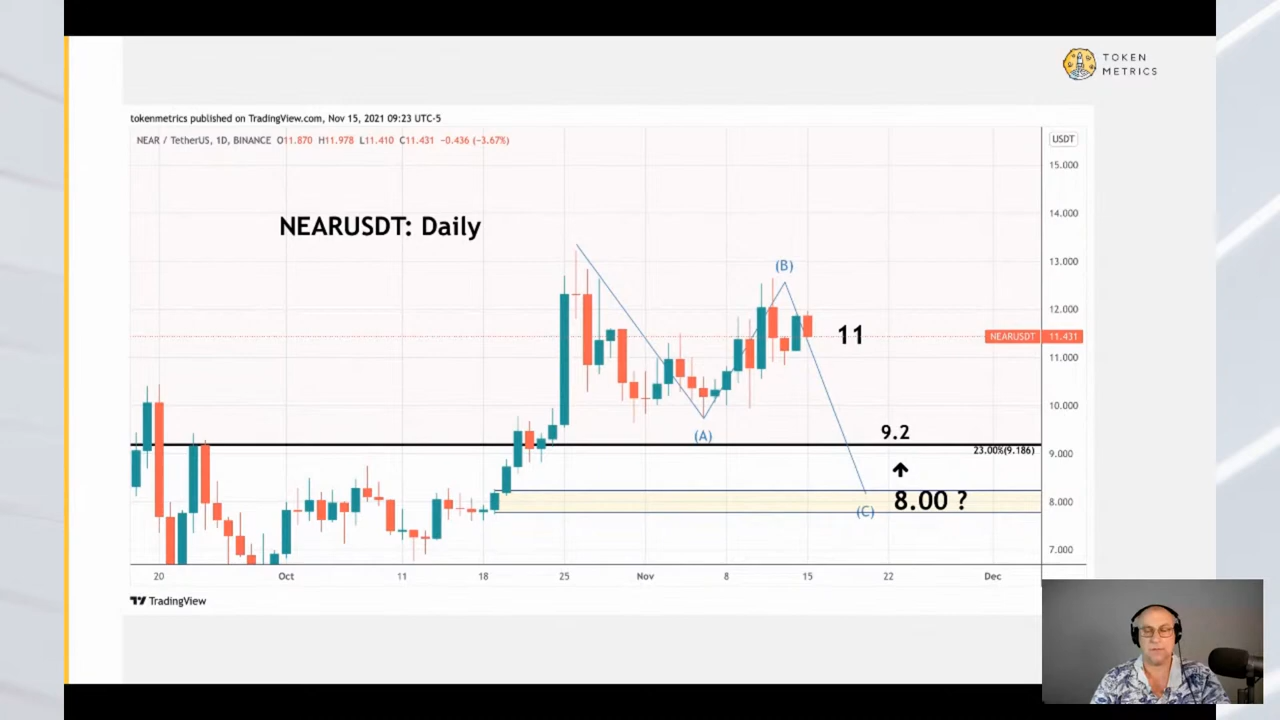 TOKEN
METRICS
tokenmetrics published on TradingView.com, Nov 15, 2021 09:23 UTC-5
NEAR / TetherUS, 1D, BINANCE O11.870 H11.978 L11.410 C11.431 −0.436 (−3.67%)
USDT
15.000
NEARUSDT: Daily
14.000
(B)
13.000
12.000
11
NEARUSDT 11.431
11.000
10.000
(A)
9.2
23.00%(9.186)
9.000
8.00 ?
8.000
(C)
7.000
20 Oct 11 18 25 Nov 8 15 22 Dec
TradingView